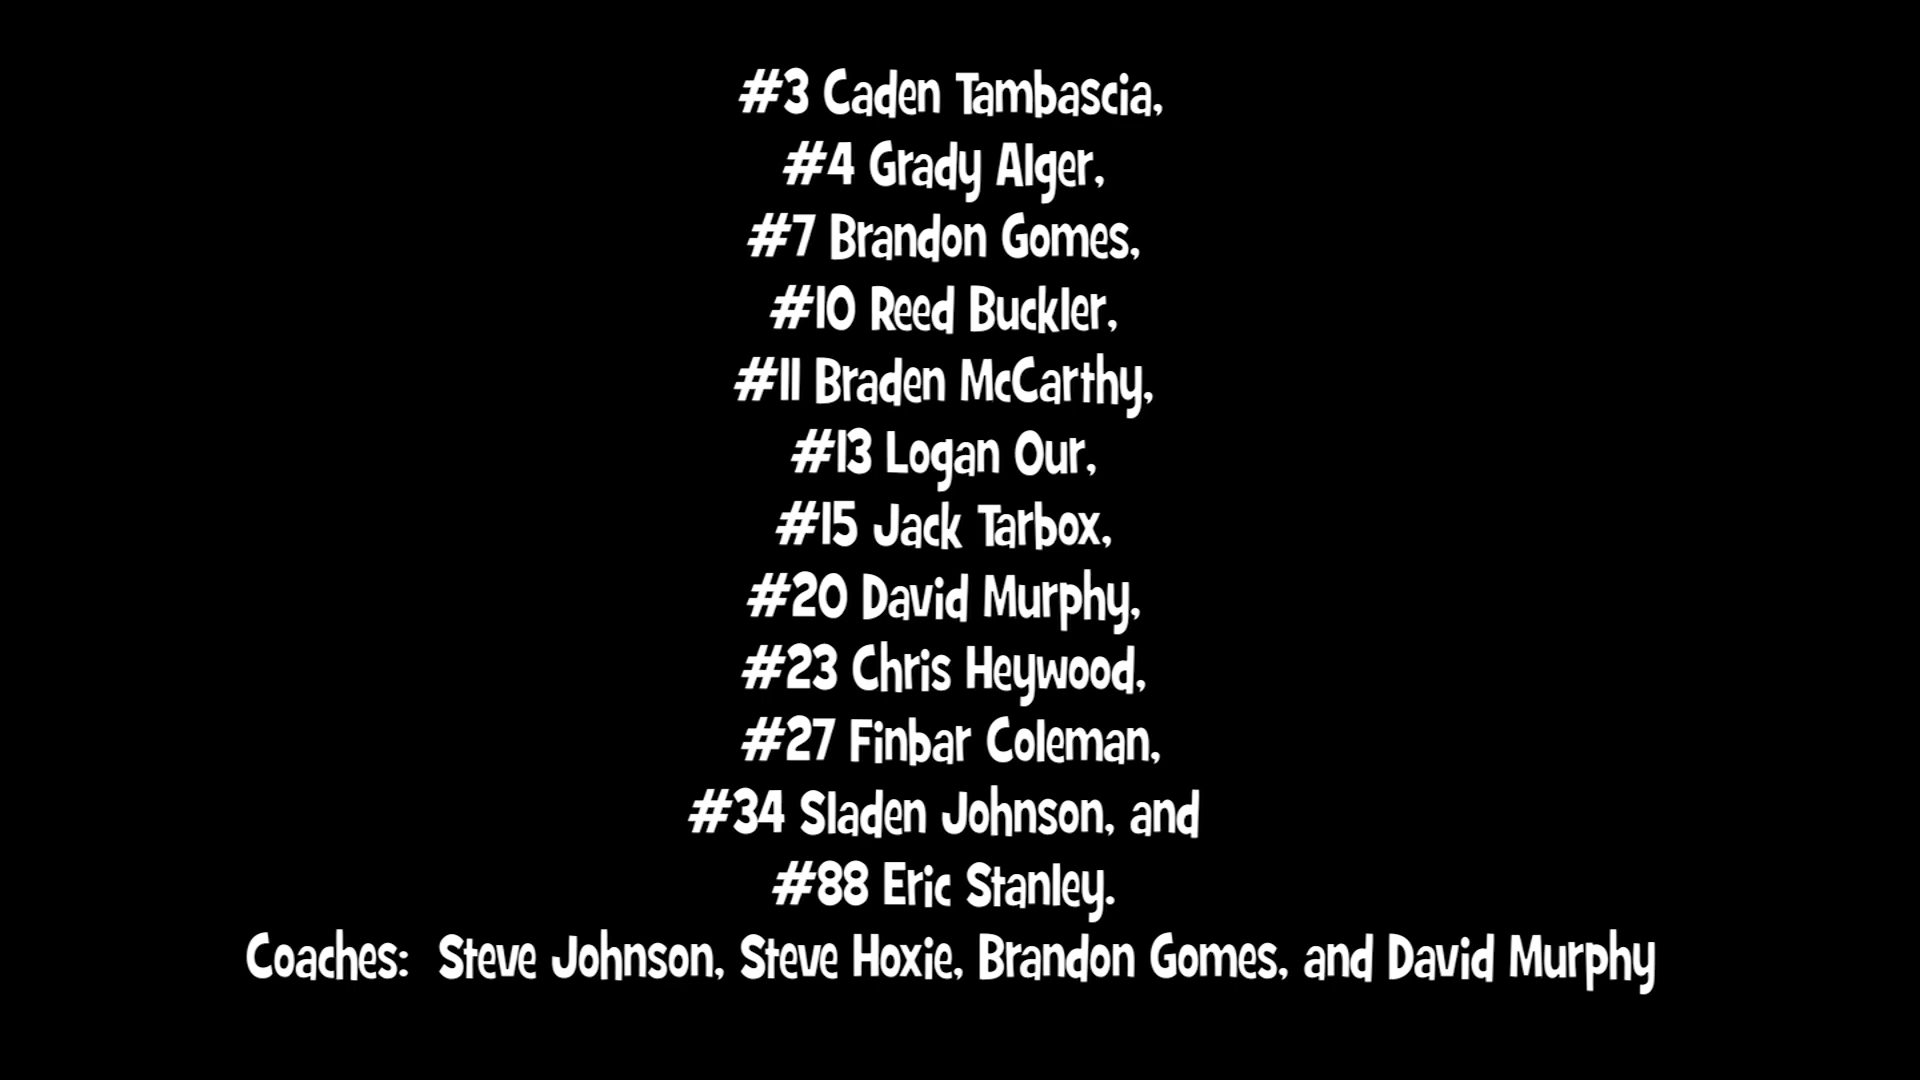 #3 Caden Tambascia,
#4 Grady Alger,
#7 Brandon Gomes,
#10 Reed Buckler,
#11 Braden McCarthy,
#13 Logan Our,
#15 Jack Tarbox,
#20 David Murphy,
#23 Chris Heywood,
#27 Finbar Coleman,
#34 Sladen Johnson, and
#88 Eric Stanley.
Coaches:  Steve Johnson, Steve Hoxie, Brandon Gomes, and David Murphy